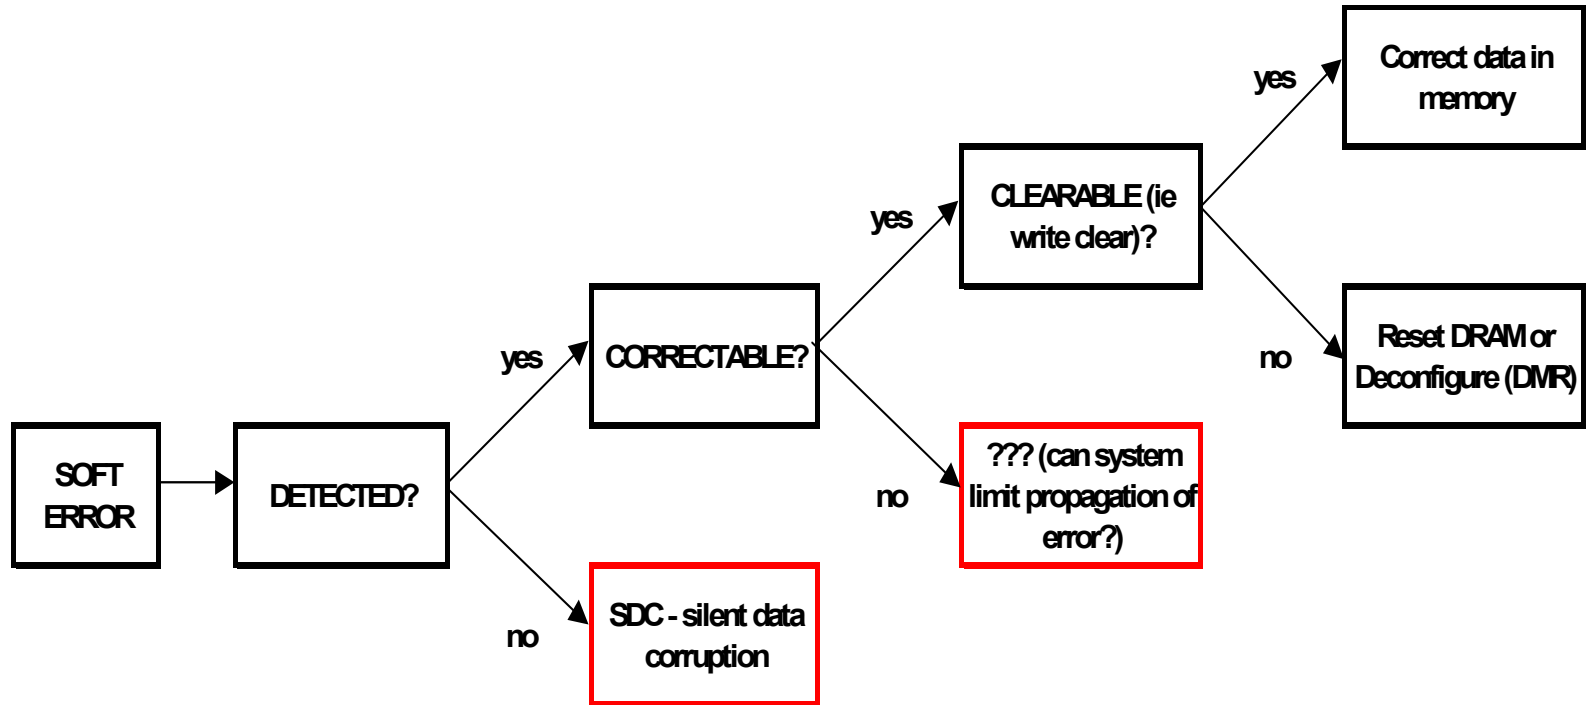 SOFT
ERROR
DETECTED?
yes
no
CORRECTABLE?
SDC - silent data
corruption
yes
no
CLEARABLE (ie
write clear)?
??? (can system
limit propagation of
error?)
yes
no
Correct data in
memory
Reset DRAM or
Deconfigure (DMR)